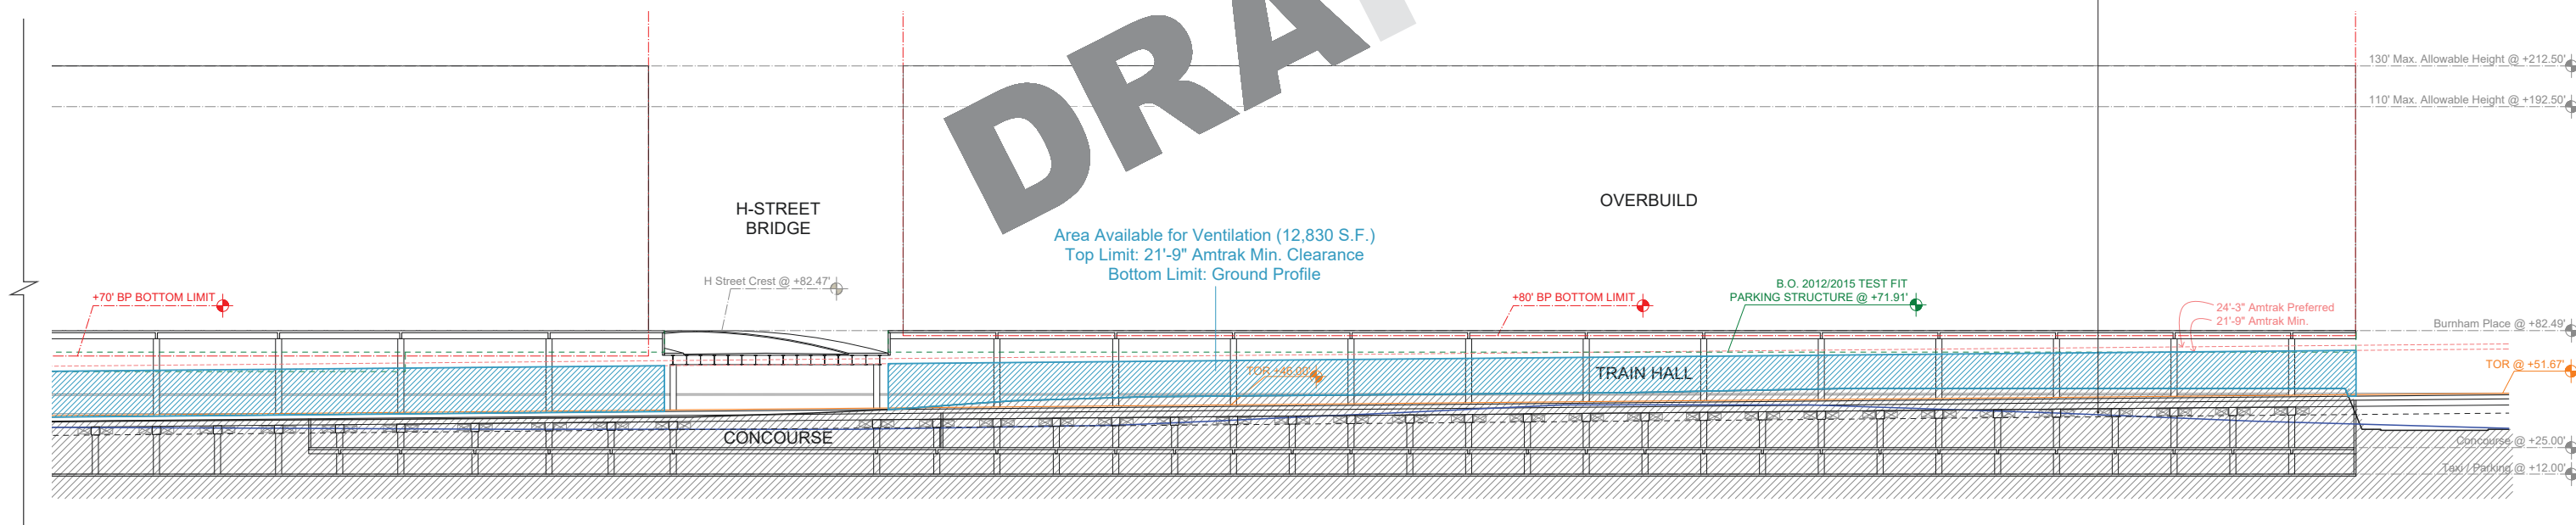 DRA
130' Max. Allowable Height @ +212.50'
110' Max. Allowable Height @ +192.50'
H-STREET
BRIDGE
OVERBUILD
Area Available for Ventilation (12,830 S.F.)
Top Limit: 21'-9" Amtrak Min. Clearance
Bottom Limit: Ground Profile
H Street Crest @ +82.47'
+70' BP BOTTOM LIMIT
+80' BP BOTTOM LIMIT
B.O. 2012/2015 TEST FIT
PARKING STRUCTURE @ +71.91'
24'-3" Amtrak Preferred
21'-9" Amtrak Min.
Burnham Place @ +82.49'
TOR +46.00'
TRAIN HALL
TOR @ +51.67'
CONCOURSE
Concourse @ +25.00'
Taxi / Parking @ +12.00'